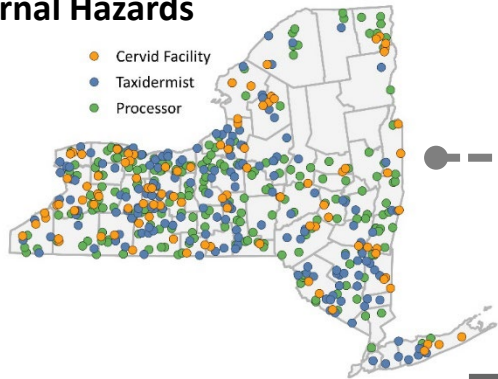 rnal Hazards
Cervid Facility
Taxidermist
Processor